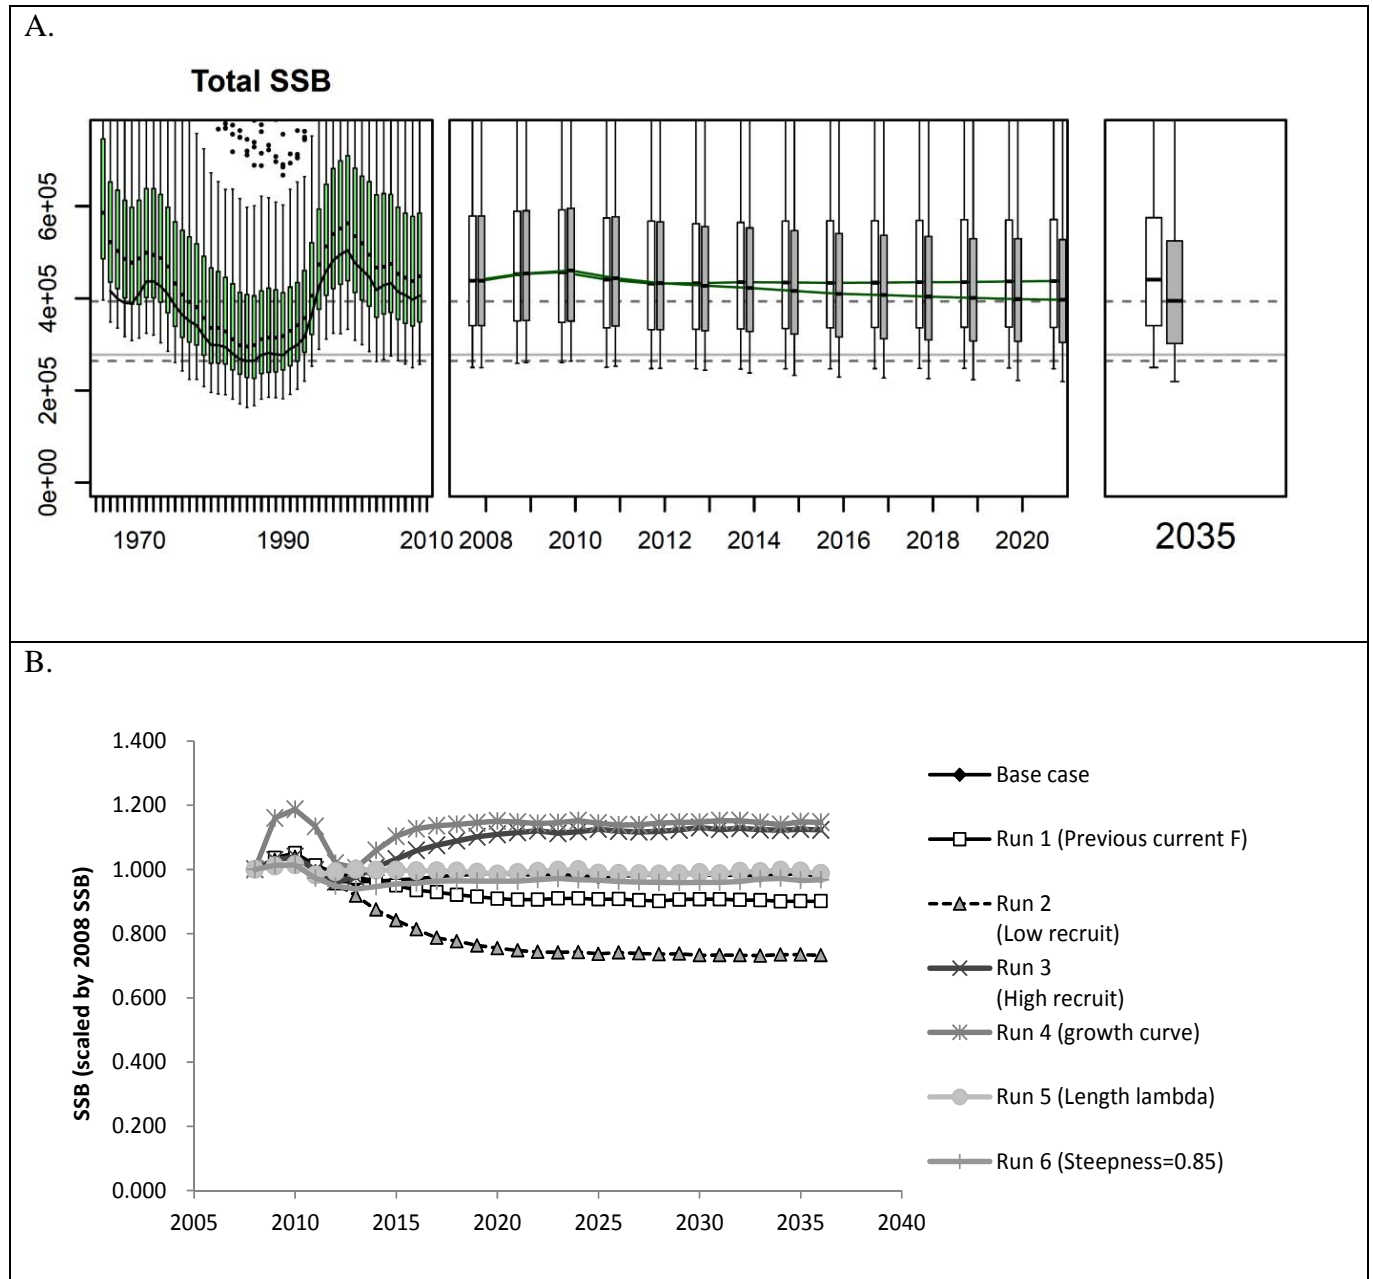 A.
Total SSB
6e+05
4e+05
2e+05
0e+00
1970 1990 2010 2008 2010 2012 2014 2016 2018 2020 2035
B.
1.400
1.200
1.000
0.800
0.600
0.400
0.200
0.000
SSB (scaled by 2008 SSB)
2005 2010 2015 2020 2025 2030 2035 2040
Base case
Run 1 (Previous current F)
Run 2
(Low recruit)
Run 3
(High recruit)
Run 4 (growth curve)
Run 5 (Length lambda)
Run 6 (Steepness=0.85)